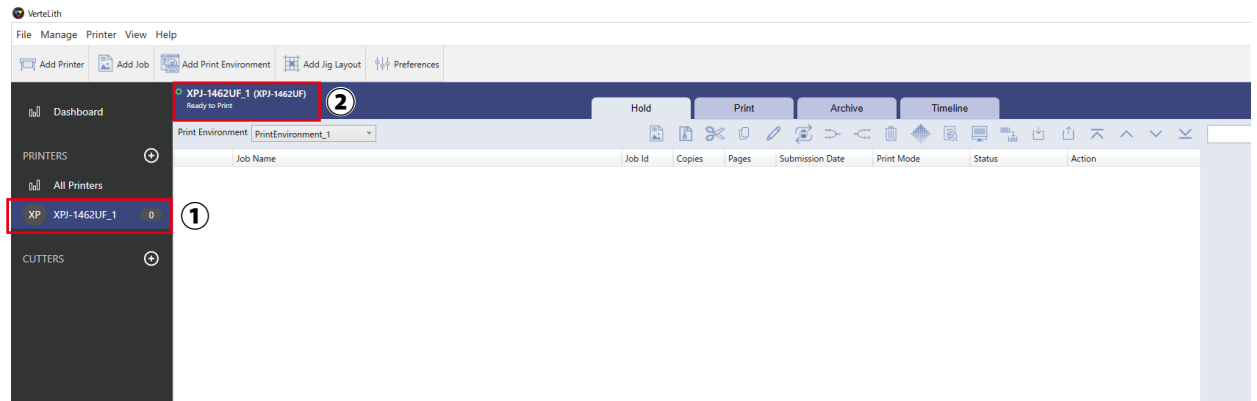 VerteLith
File Manage Printer View Help
Add Printer Add Job Add Print Environment Add Jig Layout Preferences
XPJ-1462UF_1 (XPJ-1462UF)
Ready to Print
②
Dashboard
Hold Print Archive Timeline
Print Environment PrintEnvironment_1
PRINTERS
Job Name Job Id Copies Pages Submission Date Print Mode Status Action
All Printers
XP XPJ-1462UF_1 0
①
CUTTERS